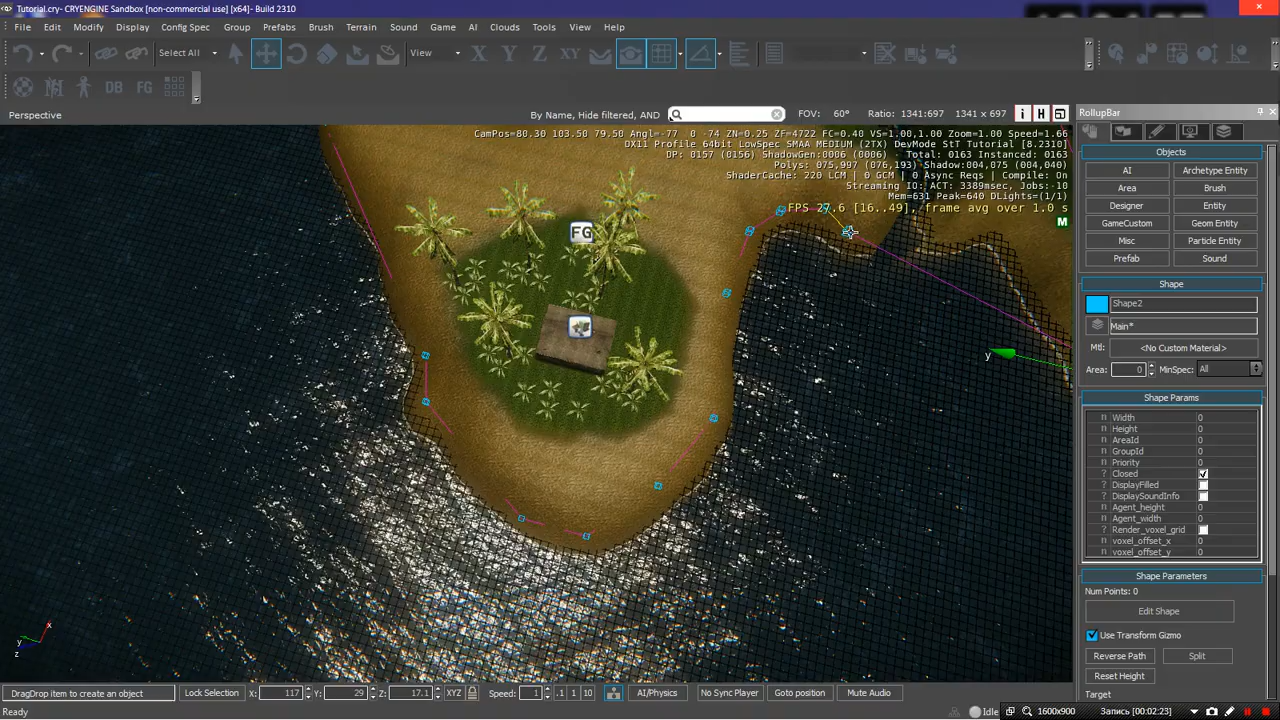 Tutorial.cry- CRYENGINE Sandbox [non-commercial use] [x64] - Build 2310
File Edit Modify Display Config Spec Group Prefabs Brush Terrain Sound Game AI Clouds Tools View Help
Select All X Y Z XY View
DB FG
Perspective By Name, Hide filtered, AND FOV: 60° Ratio: 1341:697 1341 x 697 i H
RollupBar
CamPos=80.30 103.50 79.50 Angl=-77 0 -74 ZN=0.25 ZF=4722 FC=0.40 VS=1.00,1.00 Zoom=1.00 Speed=1.66
DX11 Profile 64bit LowSpec SMAA MEDIUM (2TX) DevMode StT Tutorial [8.2310]
DP: 0157 (0156) ShadowGen:0006 (0006) - Total: 0163 Instanced: 0163
Polys: 075,997 (076,193) Shadow:004,075 (004,040)
ShaderCache: 220 LCM | 0 GCM | 0 Async Reqs | Compile: On
Streaming IO: ACT: 3389msec, Jobs: 10
Mem=631 Peak=640 DLights=(1/1)
FPS 27.6 [16..49], frame avg over 1.0 s
M
FG
y
Objects
AI Archetype Entity
Area Brush
Designer Entity
GameCustom Geom Entity
Misc Particle Entity
Prefab Sound
Shape
Shape2
Main*
Mtl: <No Custom Material>
Area: 0 MinSpec: All
Shape Params
n Width 0
n Height 0
n AreaId 0
n GroupId 0
n Priority 0
? Closed
? DisplayFilled
? DisplaySoundInfo
n Agent_height 0
n Agent_width 0
? Render_voxel_grid
n voxel_offset_x 0
n voxel_offset_y 0
Shape Parameters
Num Points: 0
Edit Shape
Use Transform Gizmo
Reverse Path Split
Reset Height
Target
x
y
z
DragDrop item to create an object Lock Selection X: 117 Y: 29 Z: 17.1 XYZ Speed: 1 .1 1 10 AI/Physics No Sync Player Goto position Mute Audio
Ready Idle 1600x900 Запись [00:02:23]